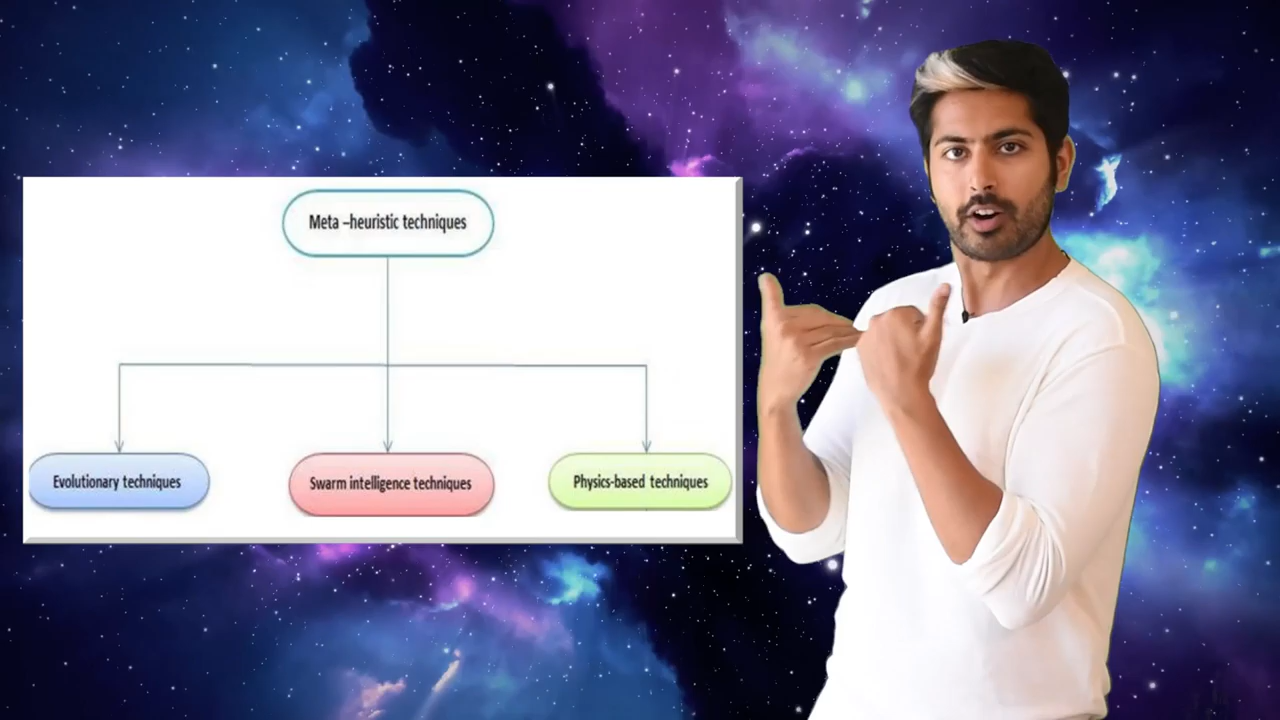 Meta –heuristic techniques
Evolutionary techniques
Swarm intelligence techniques
Physics-based techniques